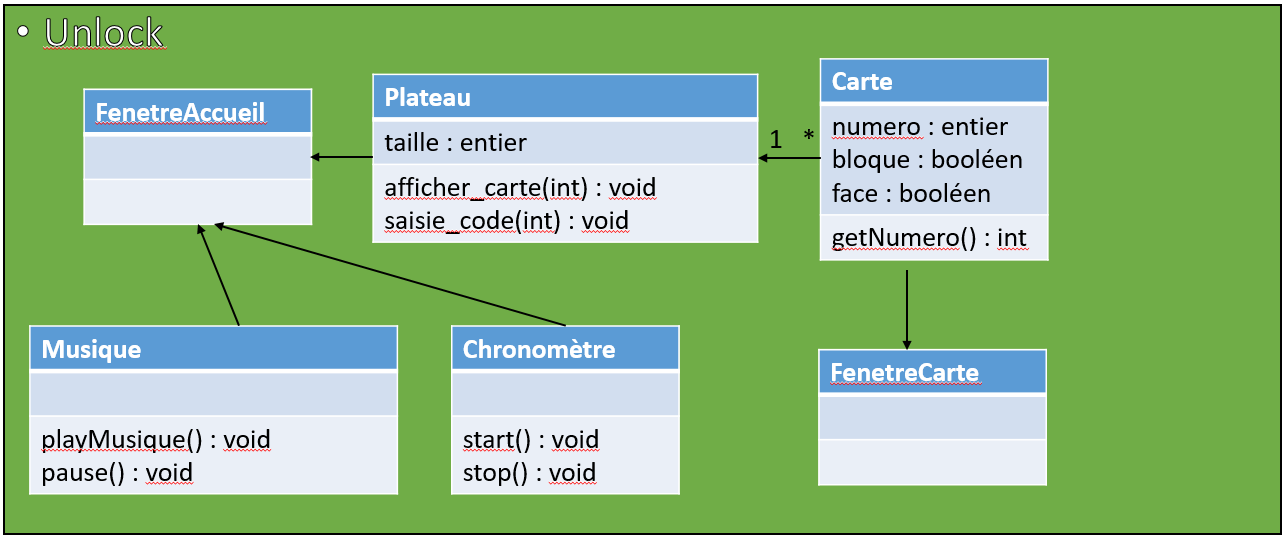 • Unlock
FenetreAccueil
Plateau
taille : entier
afficher_carte(int) : void
saisie_code(int) : void
1 *
Carte
numero : entier
bloque : booléen
face : booléen
getNumero() : int
Musique
playMusique() : void
pause() : void
Chronomètre
start() : void
stop() : void
FenetreCarte